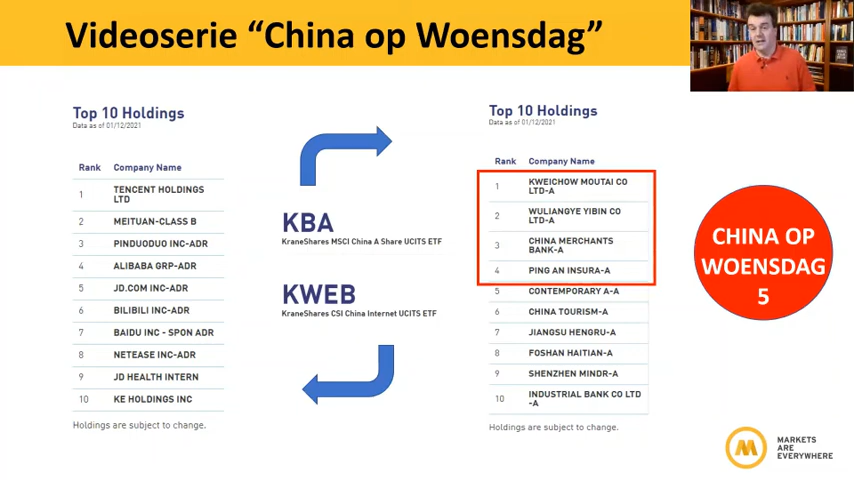 Videoserie “China op Woensdag”
Top 10 Holdings
Data as of 01/12/2021
Rank Company Name
1 TENCENT HOLDINGS
LTD
2 MEITUAN-CLASS B
3 PINDUODUO INC-ADR
4 ALIBABA GRP-ADR
5 JD.COM INC-ADR
6 BILIBILI INC-ADR
7 BAIDU INC - SPON ADR
8 NETEASE INC-ADR
9 JD HEALTH INTERN
10 KE HOLDINGS INC
Holdings are subject to change.
KBA
KraneShares MSCI China A Share UCITS ETF
KWEB
KraneShares CSI China Internet UCITS ETF
Top 10 Holdings
Data as of 01/12/2021
Rank Company Name
1 KWEICHOW MOUTAI CO
LTD-A
2 WULIANGYE YIBIN CO
LTD-A
3 CHINA MERCHANTS
BANK-A
4 PING AN INSURA-A
5 CONTEMPORARY A-A
6 CHINA TOURISM-A
7 JIANGSU HENGRU-A
8 FOSHAN HAITIAN-A
9 SHENZHEN MINDR-A
10 INDUSTRIAL BANK CO LTD
-A
Holdings are subject to change.
CHINA OP
WOENSDAG
5
MARKETS
ARE
EVERYWHERE